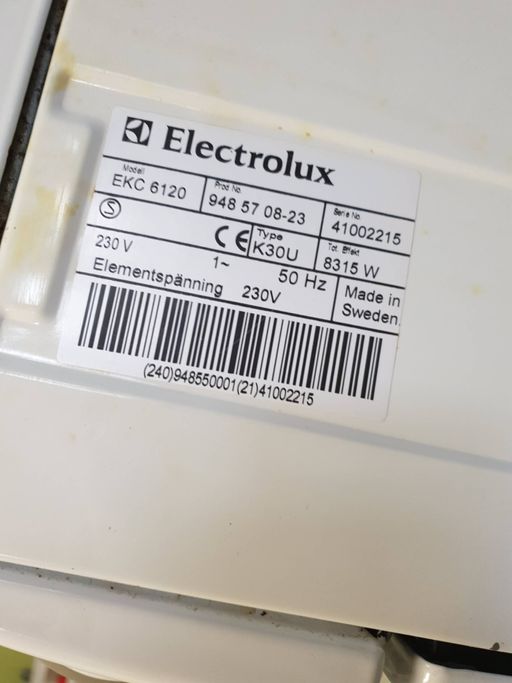 Electrolux
Modell
EKC 6120
Prod No.
948 57 08-23
Serie No.
41002215
S
CE
Type
K30U
Tot. Effekt
8315 W
230 V
1~
50 Hz
Elementspänning 230V
Made in
Sweden
(240)948550001(21)41002215